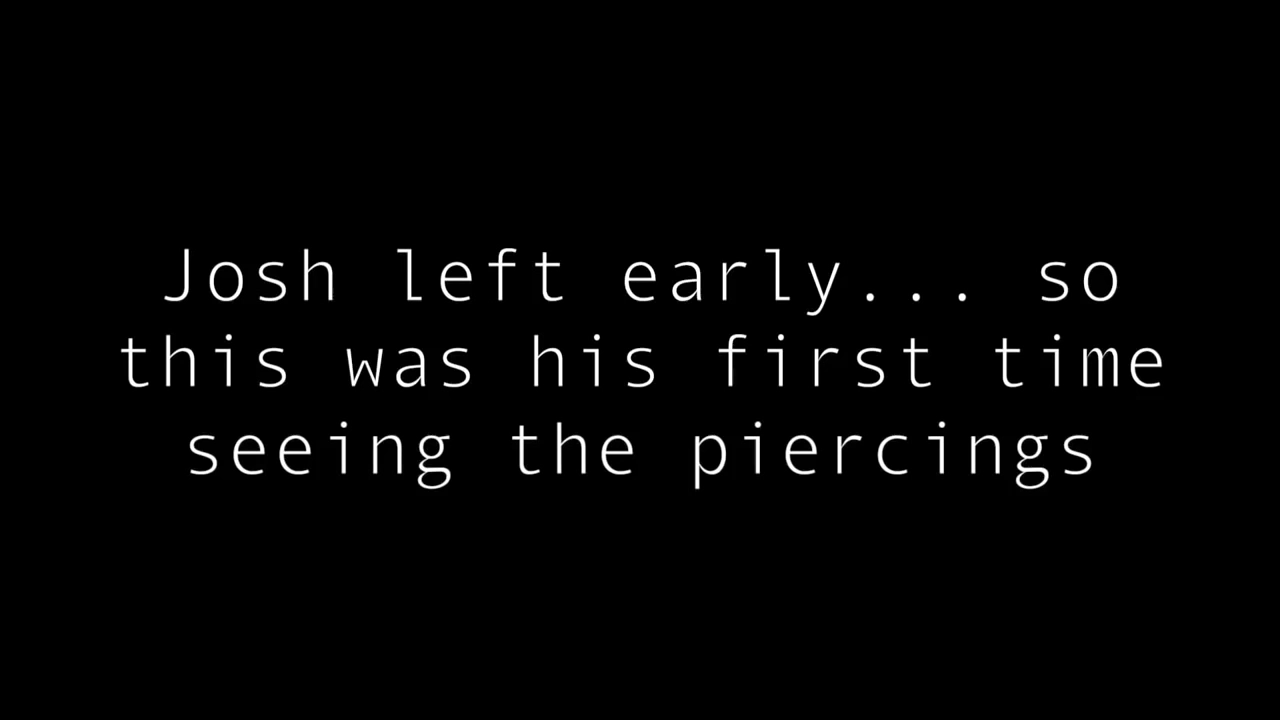 Josh left early... so
this was his first time
seeing the piercings